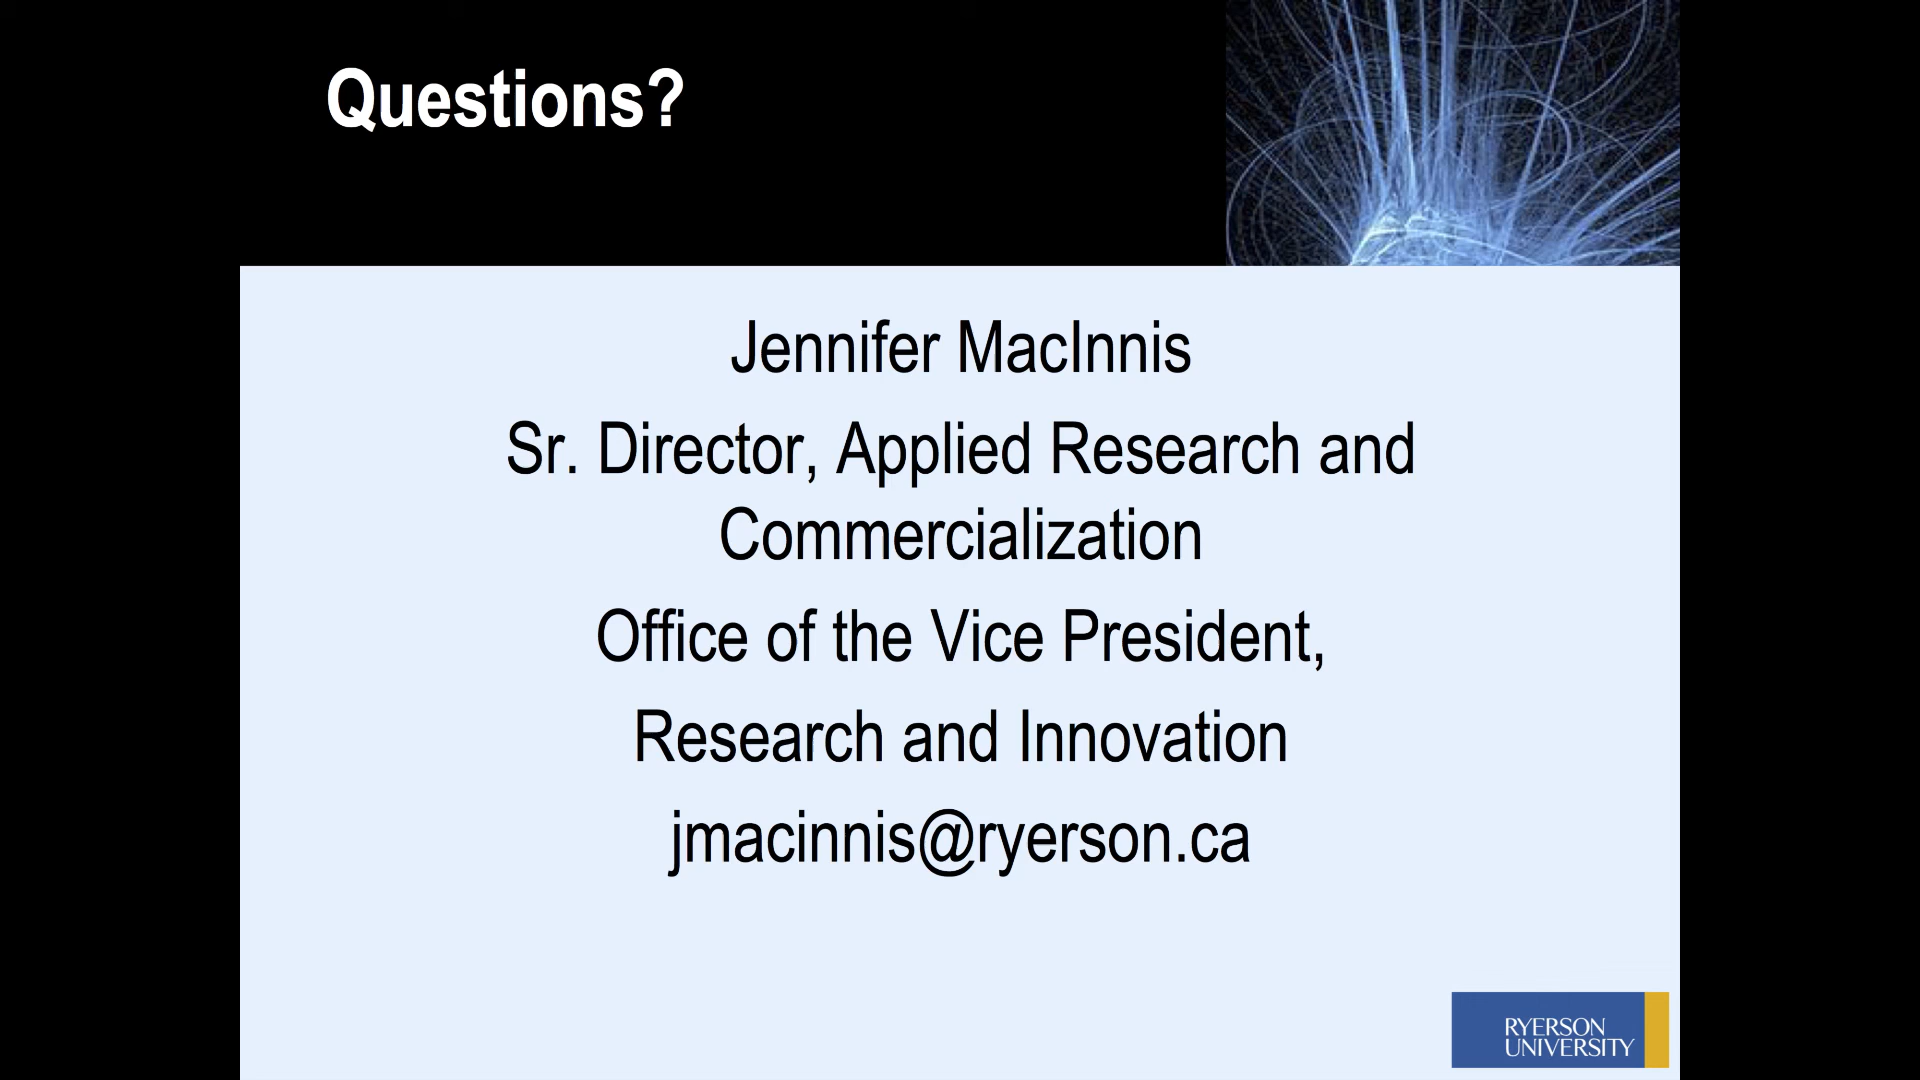 Questions?
Jennifer MacInnis
Sr. Director, Applied Research and
Commercialization
Office of the Vice President,
Research and Innovation
jmacinnis@ryerson.ca
RYERSON
UNIVERSITY